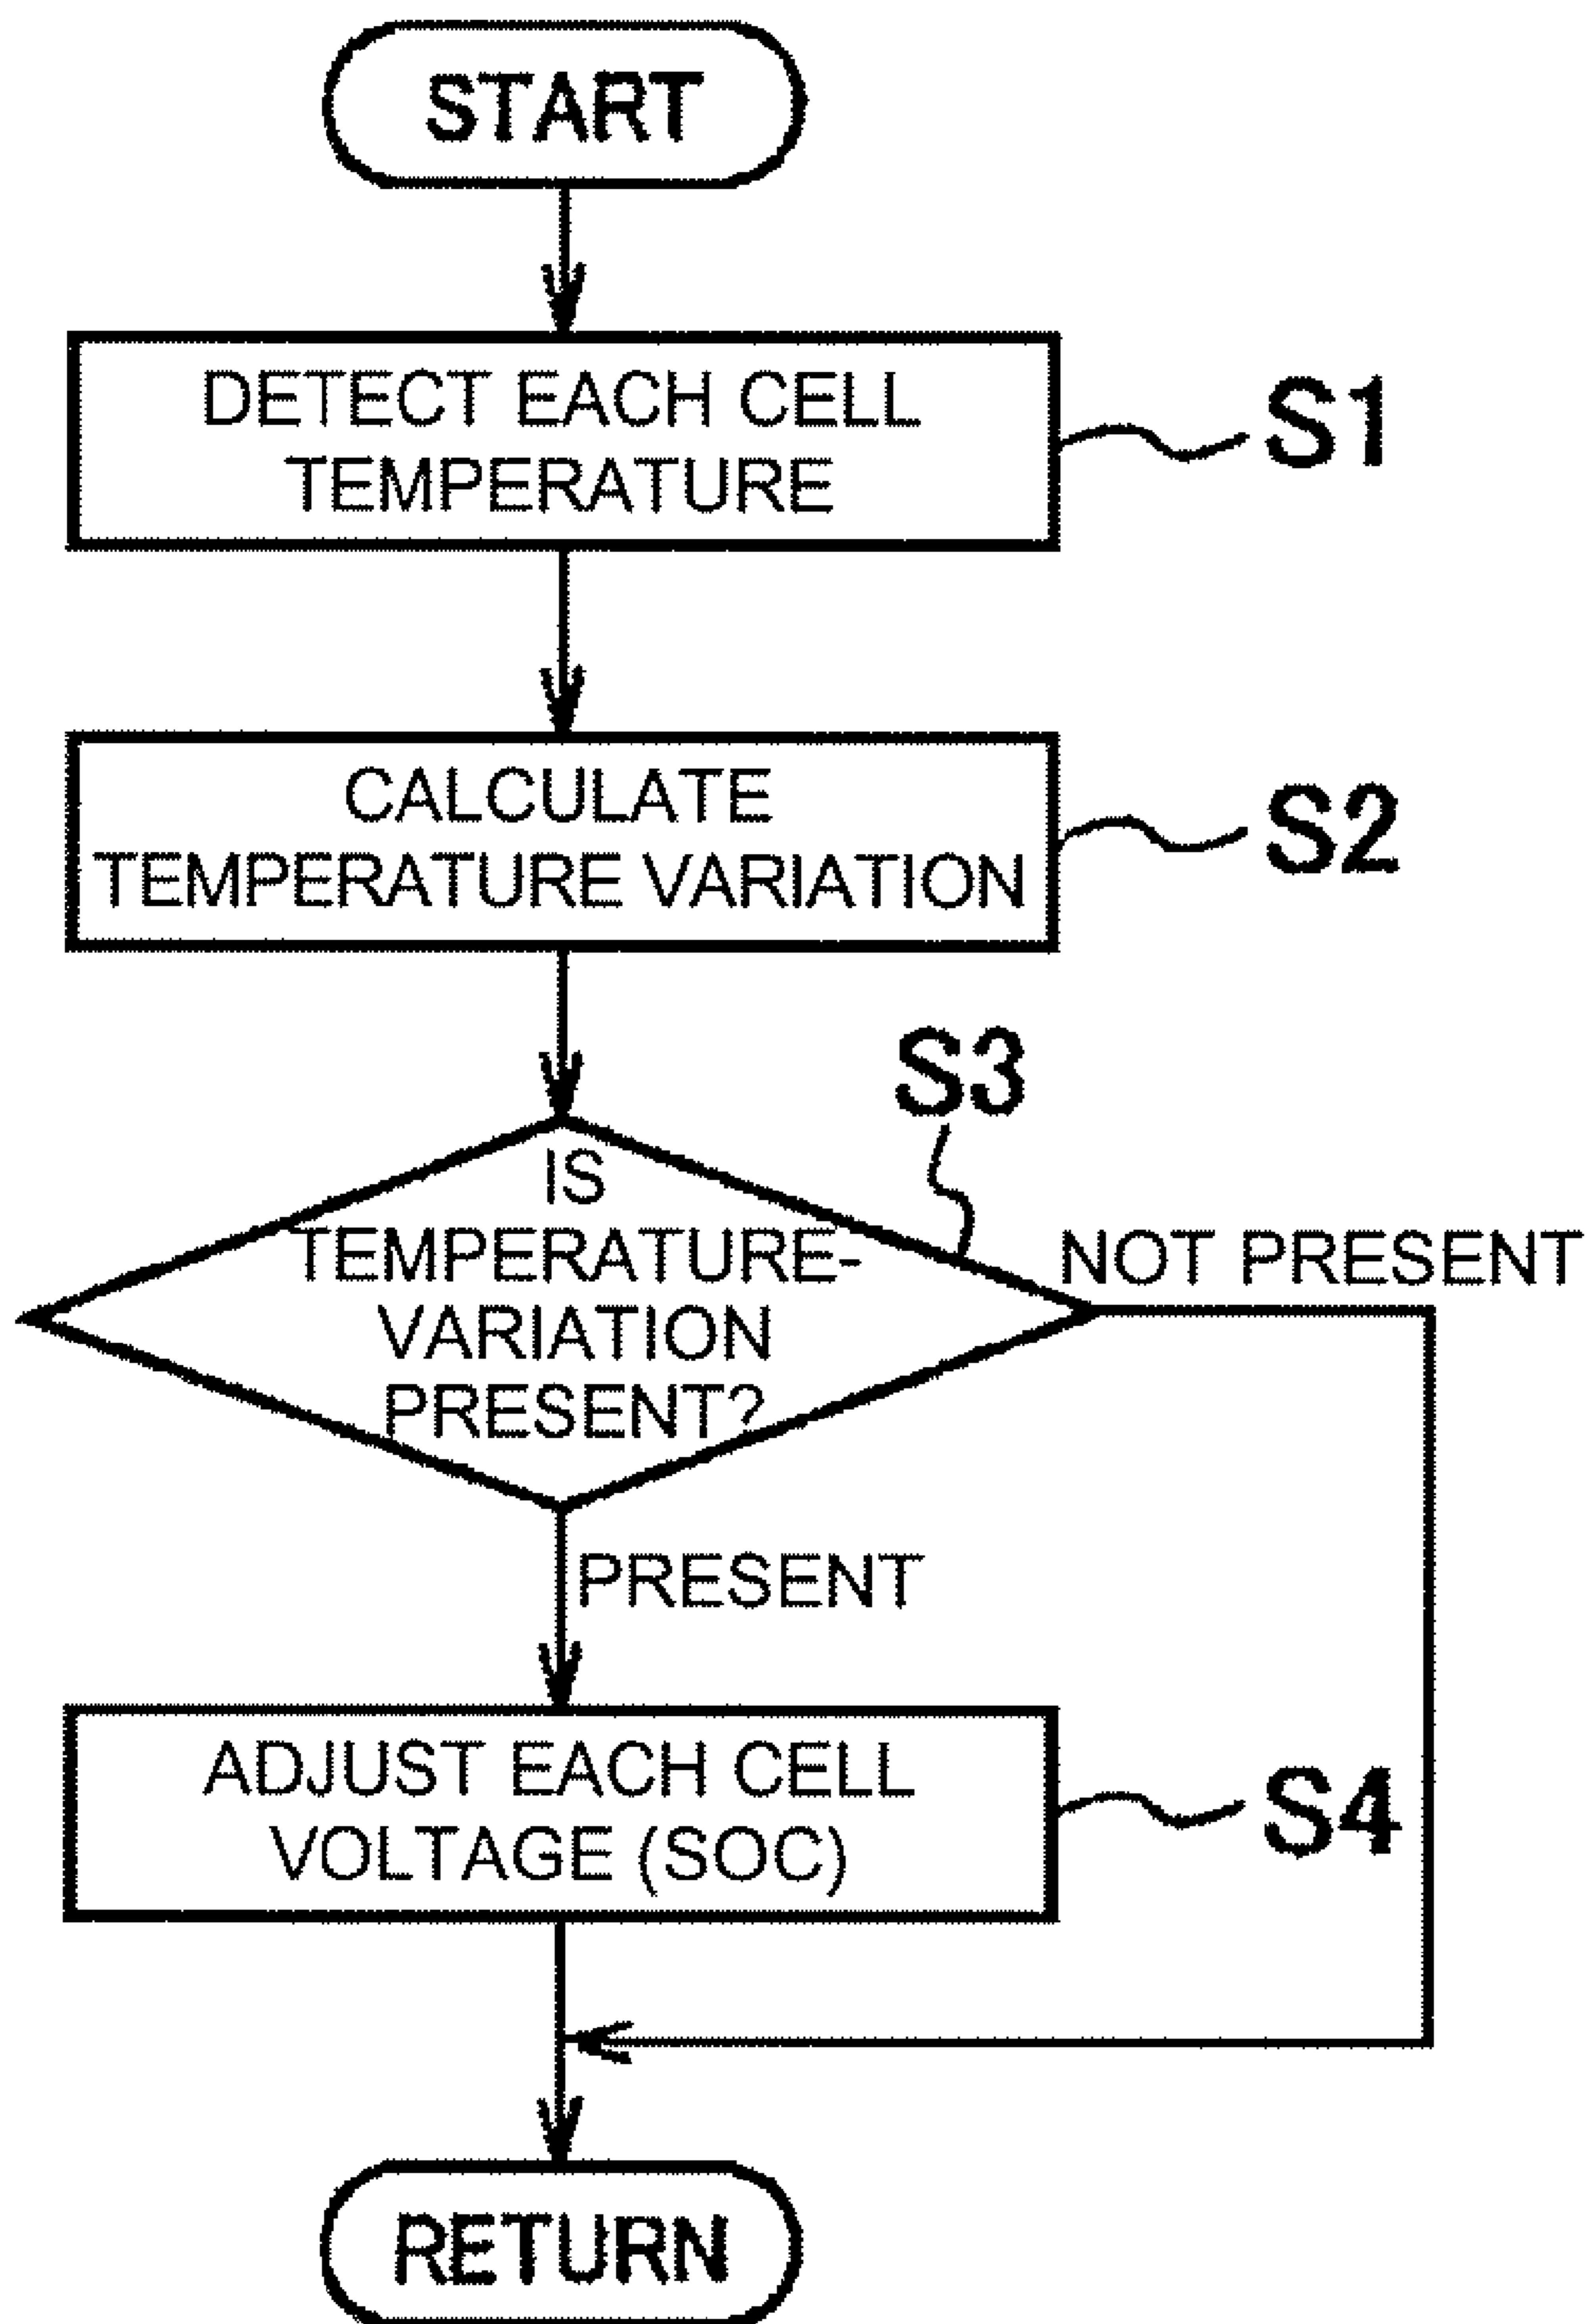 START
DETECT EACH CELL
TEMPERATURE
S1
CALCULATE
TEMPERATURE VARIATION
S2
S3
IS
TEMPERATURE-
VARIATION
PRESENT?
NOT PRESENT
PRESENT
ADJUST EACH CELL
VOLTAGE (SOC)
S4
RETURN